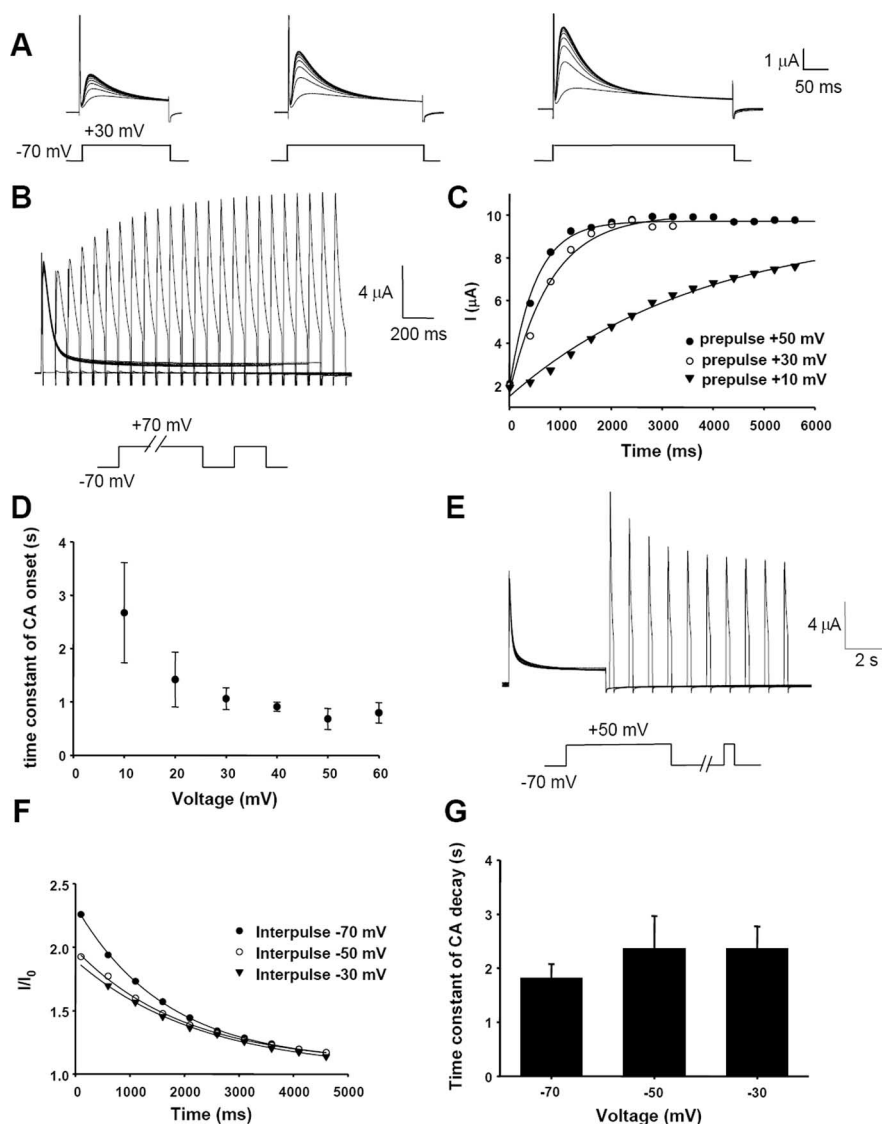 A
1 μA
50 ms
+30 mV
-70 mV
B
4 μA
200 ms
+70 mV
-70 mV
C
I (μA)
10
8
6
4
2
prepulse +50 mV
prepulse +30 mV
prepulse +10 mV
0 1000 2000 3000 4000 5000 6000
Time (ms)
D
time constant of CA onset (s)
4
3
2
1
0
0 10 20 30 40 50 60
Voltage (mV)
E
4 μA
2 s
+50 mV
-70 mV
F
I/I0
2.5
2.0
1.5
1.0
Interpulse -70 mV
Interpulse -50 mV
Interpulse -30 mV
0 1000 2000 3000 4000 5000
Time (ms)
G
Time constant of CA decay (s)
4
3
2
1
0
-70 -50 -30
Voltage (mV)